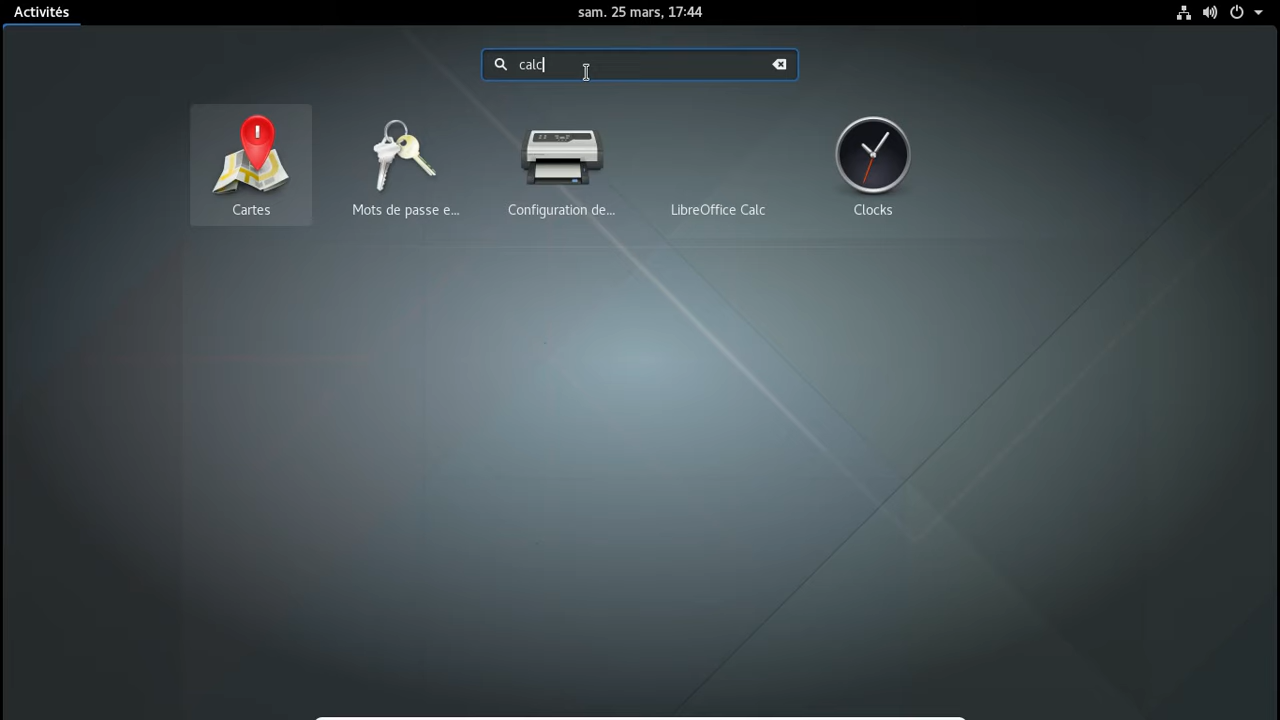 Activités
sam. 25 mars, 17:44
calc
Cartes
Mots de passe e...
Configuration de...
LibreOffice Calc
Clocks